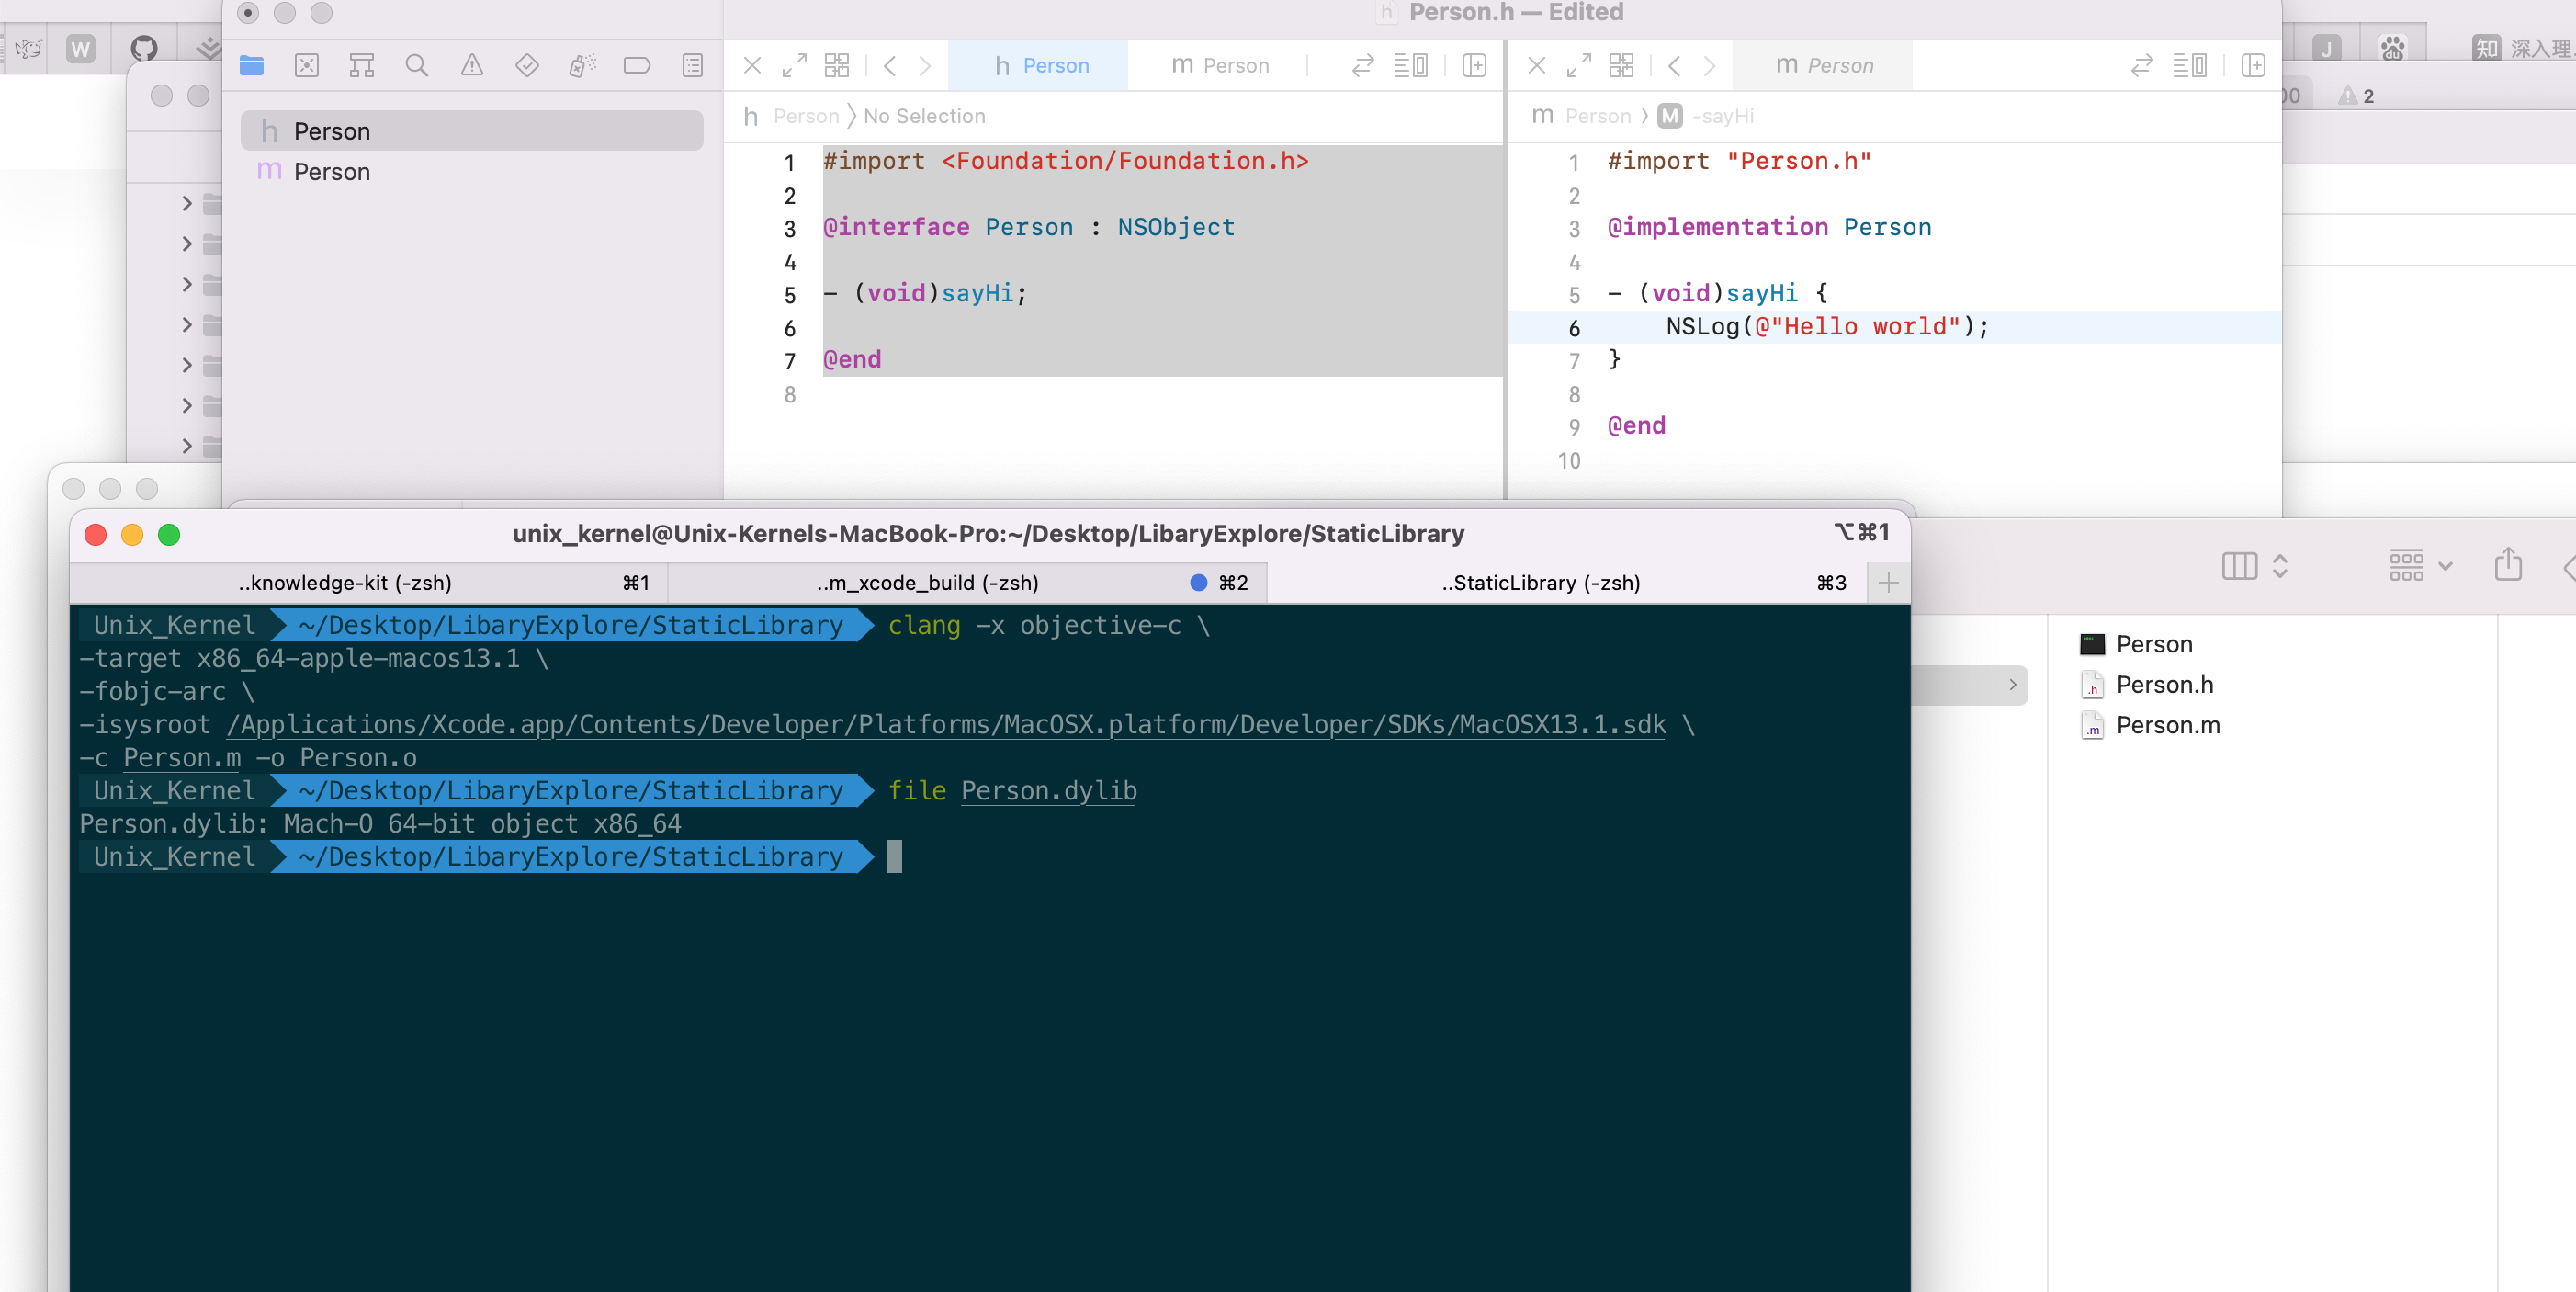 h Person.h — Edited
W
J
du
知 深入理
h Person
m Person
m Person
2
h Person
m Person
h Person 〉No Selection
m Person 〉 M -sayHi
1 #import <Foundation/Foundation.h>
2
3 @interface Person : NSObject
4
5 - (void)sayHi;
6
7 @end
8
1 #import "Person.h"
2
3 @implementation Person
4
5 - (void)sayHi {
6 NSLog(@"Hello world");
7 }
8
9 @end
10
unix_kernel@Unix-Kernels-MacBook-Pro:~/Desktop/LibaryExplore/StaticLibrary ⌥⌘1
..knowledge-kit (-zsh) ⌘1
..m_xcode_build (-zsh) ⌘2
..StaticLibrary (-zsh) ⌘3
Unix_Kernel ~/Desktop/LibaryExplore/StaticLibrary clang -x objective-c \
-target x86_64-apple-macos13.1 \
-fobjc-arc \
-isysroot /Applications/Xcode.app/Contents/Developer/Platforms/MacOSX.platform/Developer/SDKs/MacOSX13.1.sdk \
-c Person.m -o Person.o
Unix_Kernel ~/Desktop/LibaryExplore/StaticLibrary file Person.dylib
Person.dylib: Mach-O 64-bit object x86_64
Unix_Kernel ~/Desktop/LibaryExplore/StaticLibrary
Person
.h Person.h
.m Person.m